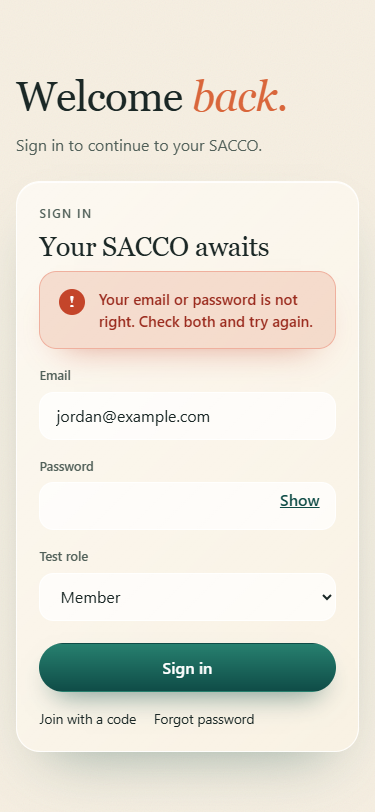 Welcome back.
Sign in to continue to your SACCO.
SIGN IN
Your SACCO awaits
!
Your email or password is not
right. Check both and try again.
Email
jordan@example.com
Password
Show
Test role
Member
Sign in
Join with a code Forgot password